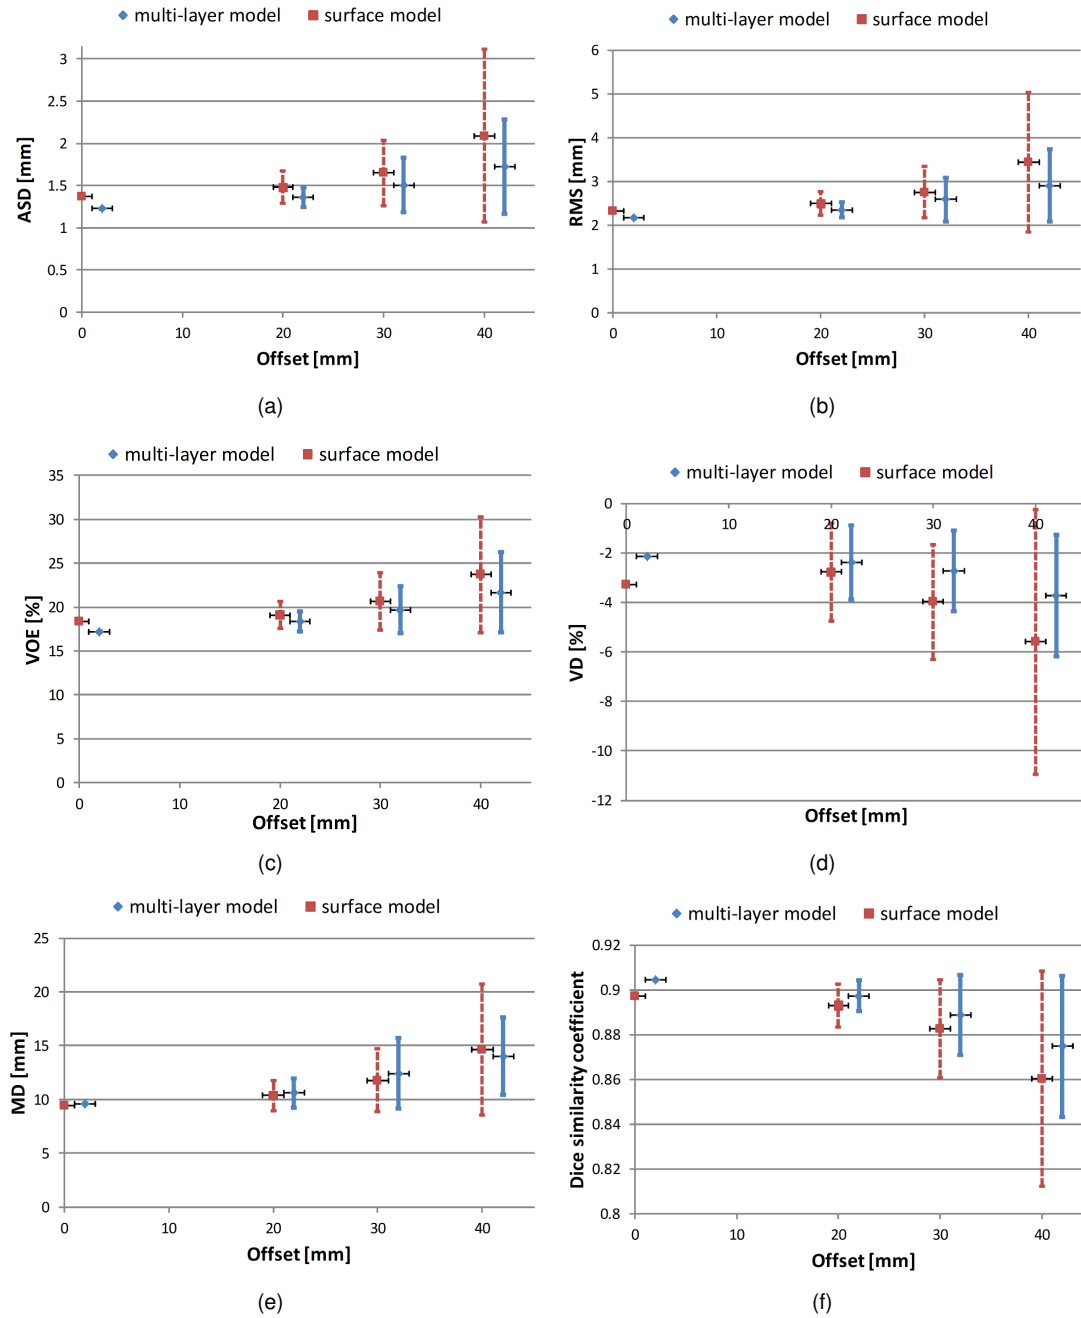 multi-layer model surface model
3
2.5
2
1.5
1
0.5
0
ASD [mm]
0 10 20 30 40
Offset [mm]
(a)
multi-layer model surface model
6
5
4
3
2
1
0
RMS [mm]
0 10 20 30 40
Offset [mm]
(b)
multi-layer model surface model
35
30
25
20
15
10
5
0
VOE [%]
0 10 20 30 40
Offset [mm]
(c)
multi-layer model surface model
0
0 10 20 30 40
-2
-4
-6
-8
-10
-12
VD [%]
Offset [mm]
(d)
multi-layer model surface model
25
20
15
10
5
0
MD [mm]
0 10 20 30 40
Offset [mm]
(e)
multi-layer model surface model
0.92
0.9
0.88
0.86
0.84
0.82
0.8
Dice similarity coefficient
0 10 20 30 40
Offset [mm]
(f)